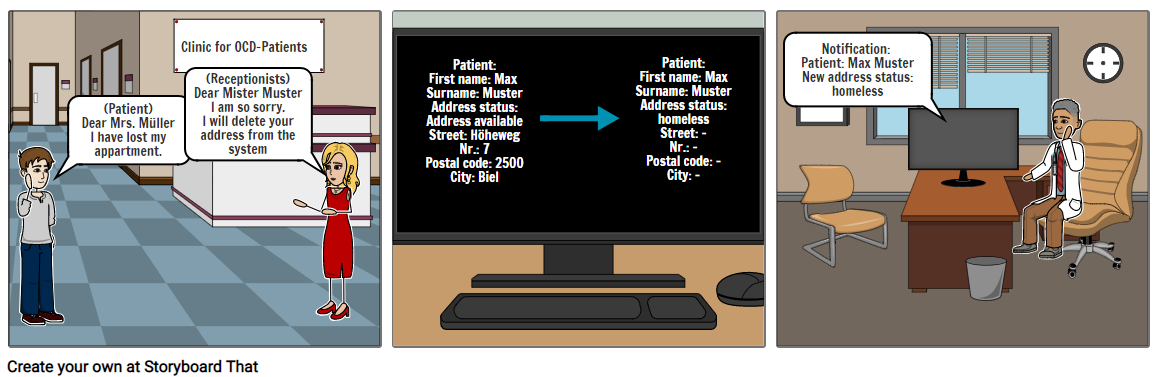 Clinic for OCD-Patients
(Patient)
Dear Mrs. Müller
I have lost my
appartment.
(Receptionists)
Dear Mister Muster
I am so sorry.
I will delete your
address from the
system
Patient:
First name: Max
Surname: Muster
Address status:
Address available
Street: Höheweg
Nr.: 7
Postal code: 2500
City: Biel
Patient:
First name: Max
Surname: Muster
Address status:
homeless
Street: -
Nr.: -
Postal code: -
City: -
Notification:
Patient: Max Muster
New address status:
homeless
Create your own at Storyboard That